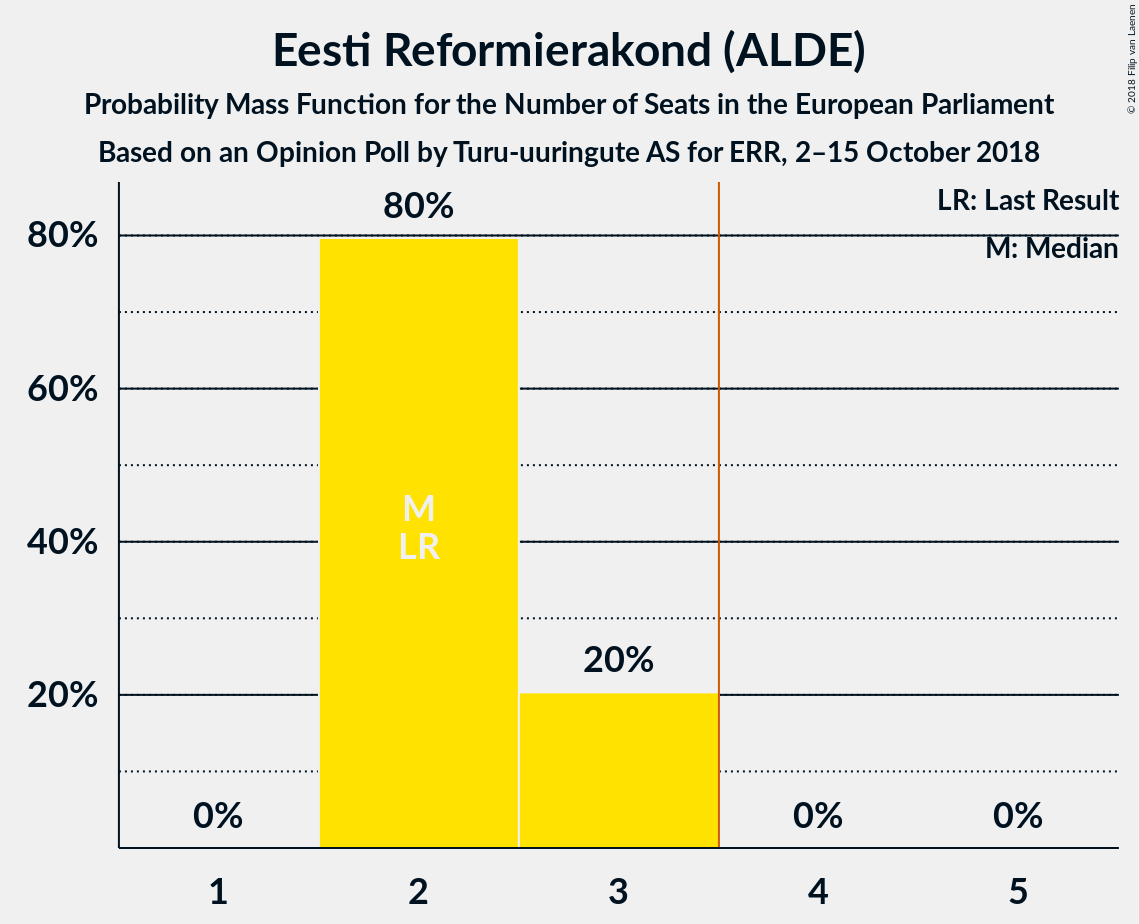 Eesti Reformierakond (ALDE)
Probability Mass Function for the Number of Seats in the European Parliament
Based on an Opinion Poll by Turu-uuringute AS for ERR, 2–15 October 2018
© 2018 Filip van Laenen
LR: Last Result
M: Median
80%
80%
60%
40%
20%
M
LR
20%
0%
0%
0%
1
2
3
4
5